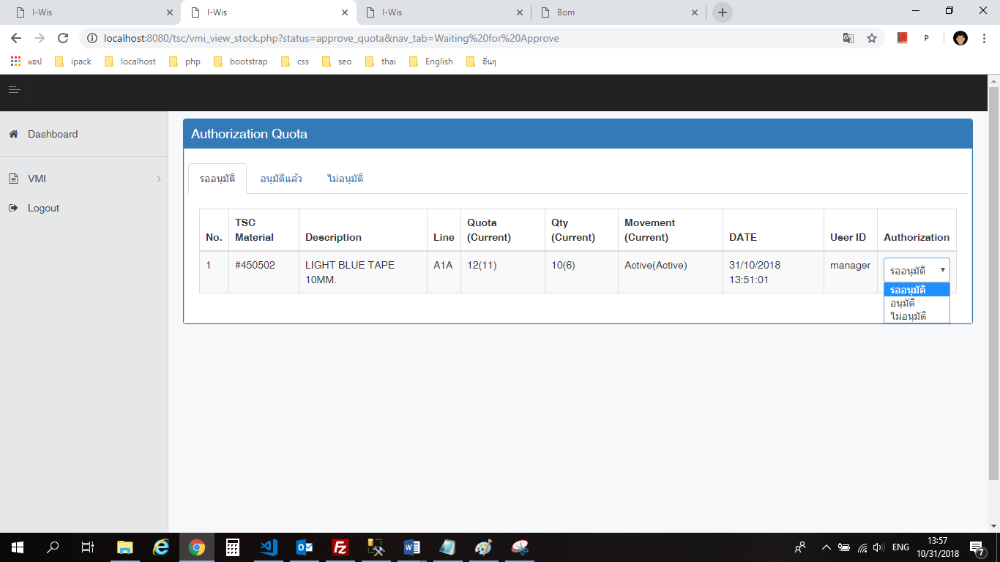 I-Wis
I-Wis
I-Wis
Bom
localhost:8080/tsc/vmi_view_stock.php?status=approve_quota&nav_tab=Waiting%20for%20Approve
P
แอป
ipack
localhost
php
bootstrap
css
seo
thai
English
อื่นๆ
Dashboard
VMI
Logout
Authorization Quota
รออนุมัติ
อนุมัติแล้ว
ไม่อนุมัติ
No.
TSC
Material
Description
Line
Quota
(Current)
Qty
(Current)
Movement
(Current)
DATE
User ID
Authorization
1
#450502
LIGHT BLUE TAPE
10MM.
A1A
12(11)
10(6)
Active(Active)
31/10/2018
13:51:01
manager
รออนุมัติ
รออนุมัติ
อนุมัติ
ไม่อนุมัติ
ENG
13:57
10/31/2018
7